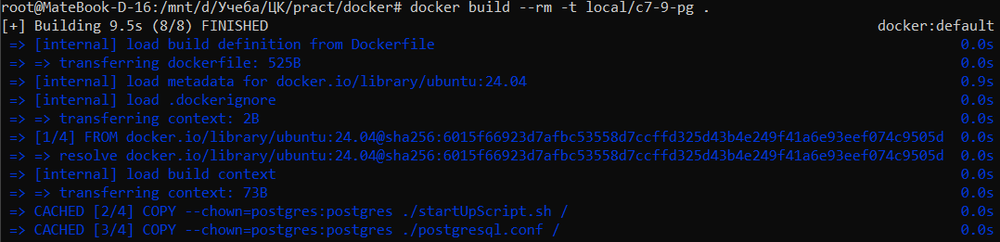 root@MateBook-D-16:/mnt/d/Учеба/ЦК/pract/docker# docker build --rm -t local/c7-9-pg .
[+] Building 9.5s (8/8) FINISHED docker:default
=> [internal] load build definition from Dockerfile 0.0s
=> => transferring dockerfile: 525B 0.0s
=> [internal] load metadata for docker.io/library/ubuntu:24.04 0.9s
=> [internal] load .dockerignore 0.0s
=> => transferring context: 2B 0.0s
=> [1/4] FROM docker.io/library/ubuntu:24.04@sha256:6015f66923d7afbc53558d7ccffd325d43b4e249f41a6e93eef074c9505d 0.0s
=> => resolve docker.io/library/ubuntu:24.04@sha256:6015f66923d7afbc53558d7ccffd325d43b4e249f41a6e93eef074c9505d 0.0s
=> [internal] load build context 0.0s
=> => transferring context: 73B 0.0s
=> CACHED [2/4] COPY --chown=postgres:postgres ./startUpScript.sh / 0.0s
=> CACHED [3/4] COPY --chown=postgres:postgres ./postgresql.conf / 0.0s